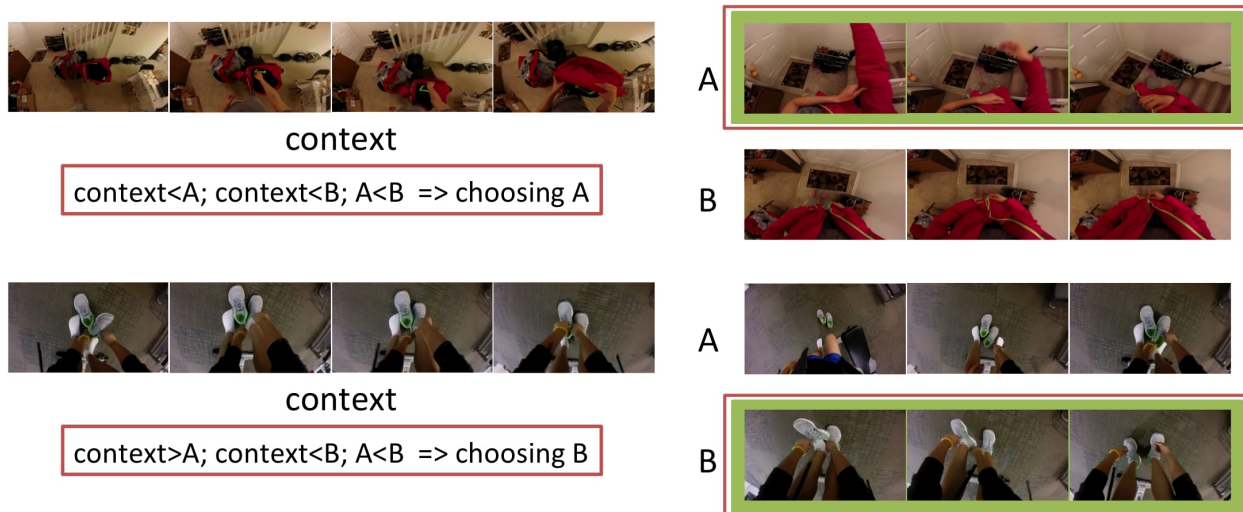 A
context
context<A; context<B; A<B => choosing A
B
A
context
context>A; context<B; A<B => choosing B
B